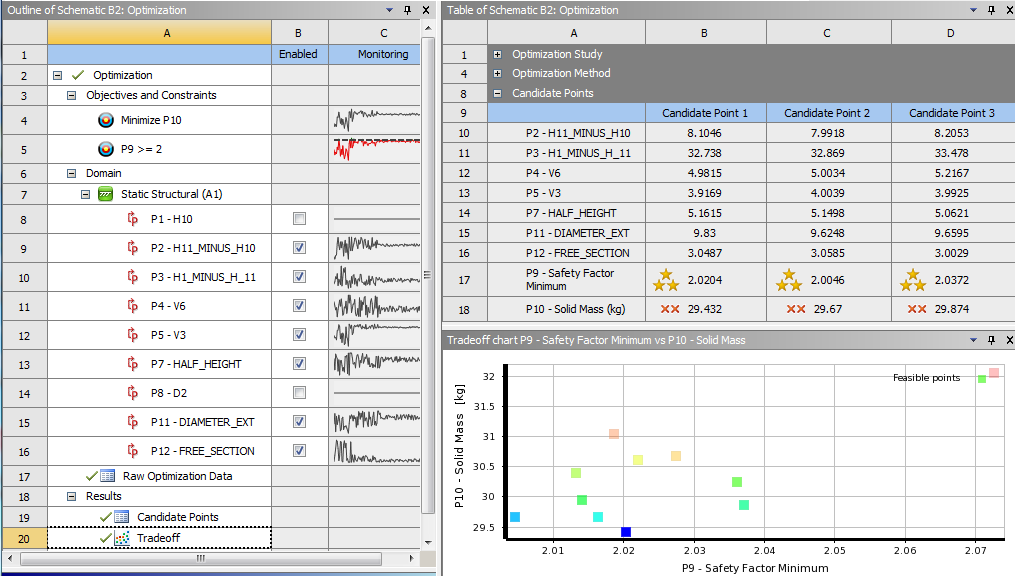 Outline of Schematic B2: Optimization
A B C
1 Enabled Monitoring
2 Optimization
3 Objectives and Constraints
4 Minimize P10
5 P9 >= 2
6 Domain
7 Static Structural (A1)
8 P1 - H10
9 P2 - H11_MINUS_H10
10 P3 - H1_MINUS_H_11
11 P4 - V6
12 P5 - V3
13 P7 - HALF_HEIGHT
14 P8 - D2
15 P11 - DIAMETER_EXT
16 P12 - FREE_SECTION
17 Raw Optimization Data
18 Results
19 Candidate Points
20 Tradeoff
Table of Schematic B2: Optimization
A B C D
1 Optimization Study
4 Optimization Method
8 Candidate Points
9 Candidate Point 1 Candidate Point 2 Candidate Point 3
10 P2 - H11_MINUS_H10 8.1046 7.9918 8.2053
11 P3 - H1_MINUS_H_11 32.738 32.869 33.478
12 P4 - V6 4.9815 5.0034 5.2167
13 P5 - V3 3.9169 4.0039 3.9925
14 P7 - HALF_HEIGHT 5.1615 5.1498 5.0621
15 P11 - DIAMETER_EXT 9.83 9.6248 9.6595
16 P12 - FREE_SECTION 3.0487 3.0585 3.0029
17 P9 - Safety Factor Minimum 2.0204 2.0046 2.0372
18 P10 - Solid Mass (kg) 29.432 29.67 29.874
Tradeoff chart P9 - Safety Factor Minimum vs P10 - Solid Mass
P10 - Solid Mass [kg]
32
31.5
31
30.5
30
29.5
Feasible points
2.01 2.02 2.03 2.04 2.05 2.06 2.07
P9 - Safety Factor Minimum